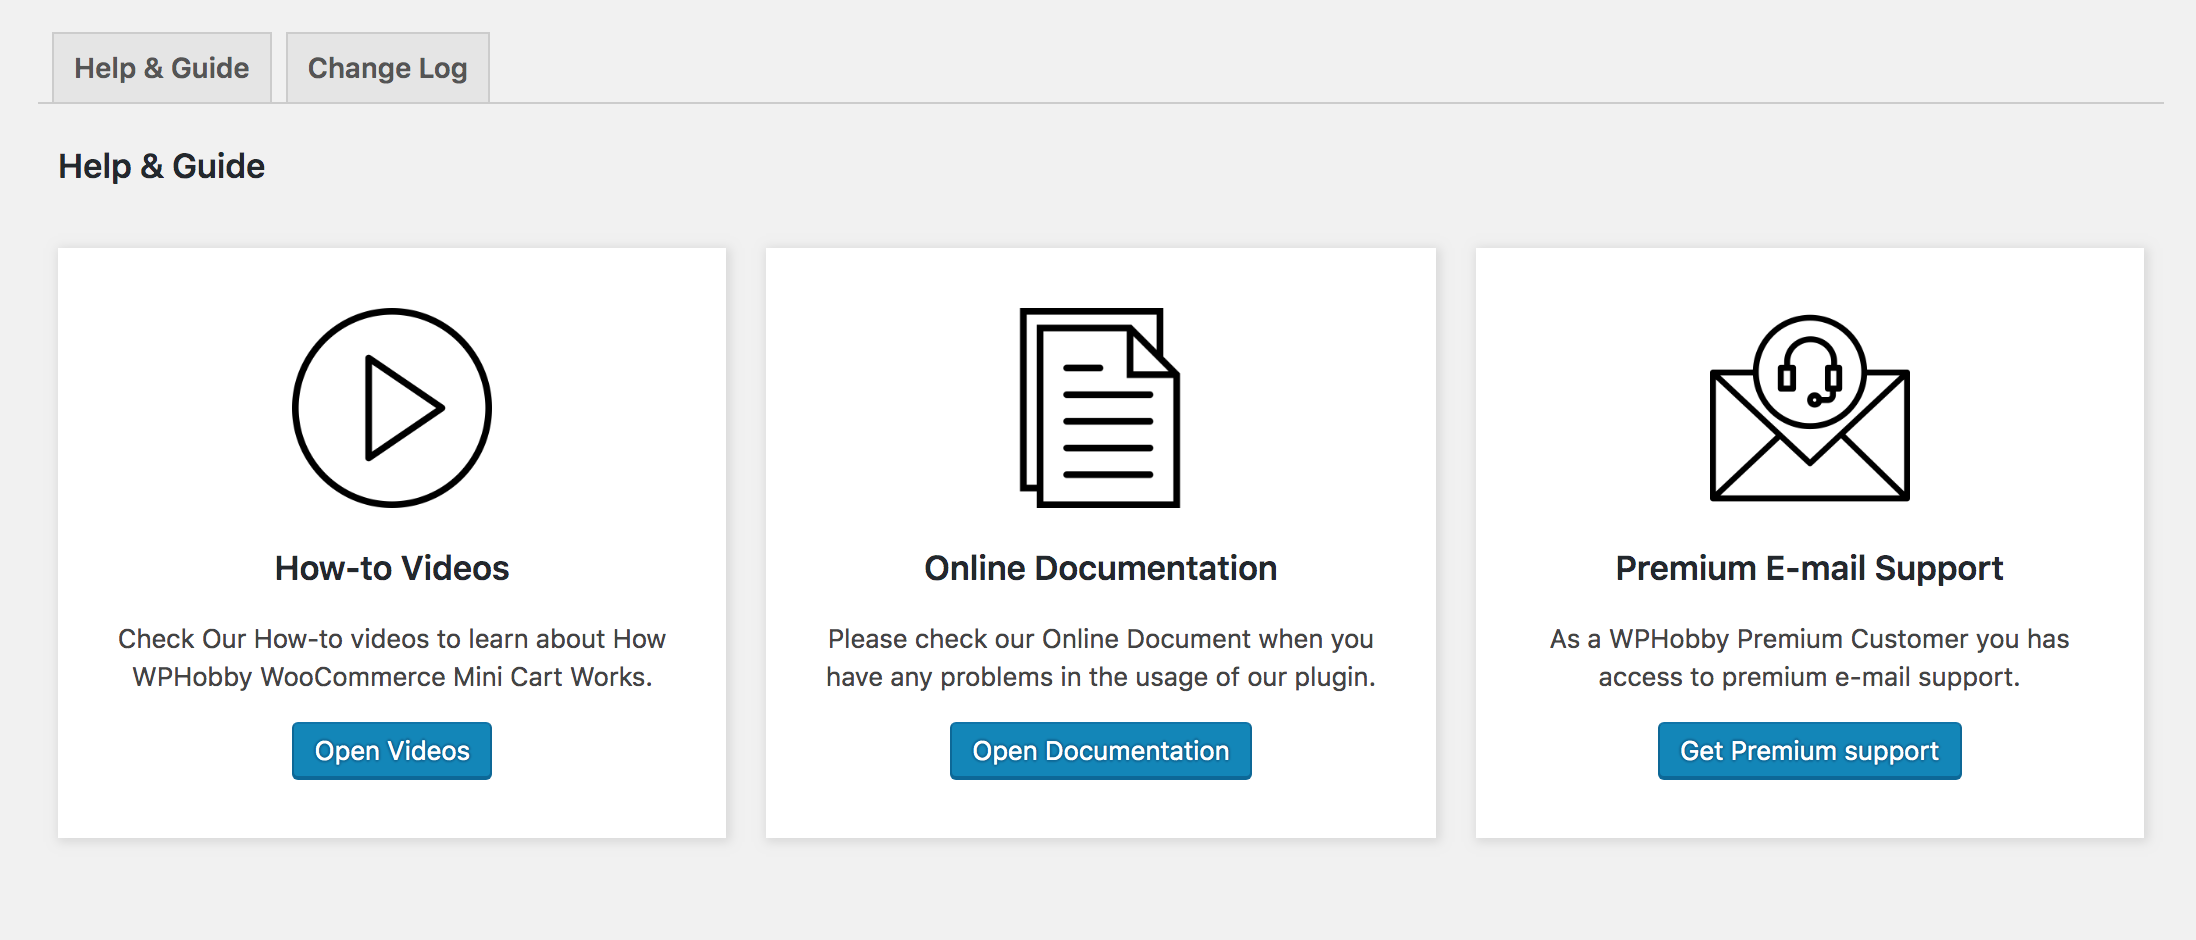 Help & Guide
Change Log
Help & Guide
How-to Videos
Check Our How-to videos to learn about How
WPHobby WooCommerce Mini Cart Works.
Open Videos
Online Documentation
Please check our Online Document when you
have any problems in the usage of our plugin.
Open Documentation
Premium E-mail Support
As a WPHobby Premium Customer you has
access to premium e-mail support.
Get Premium support